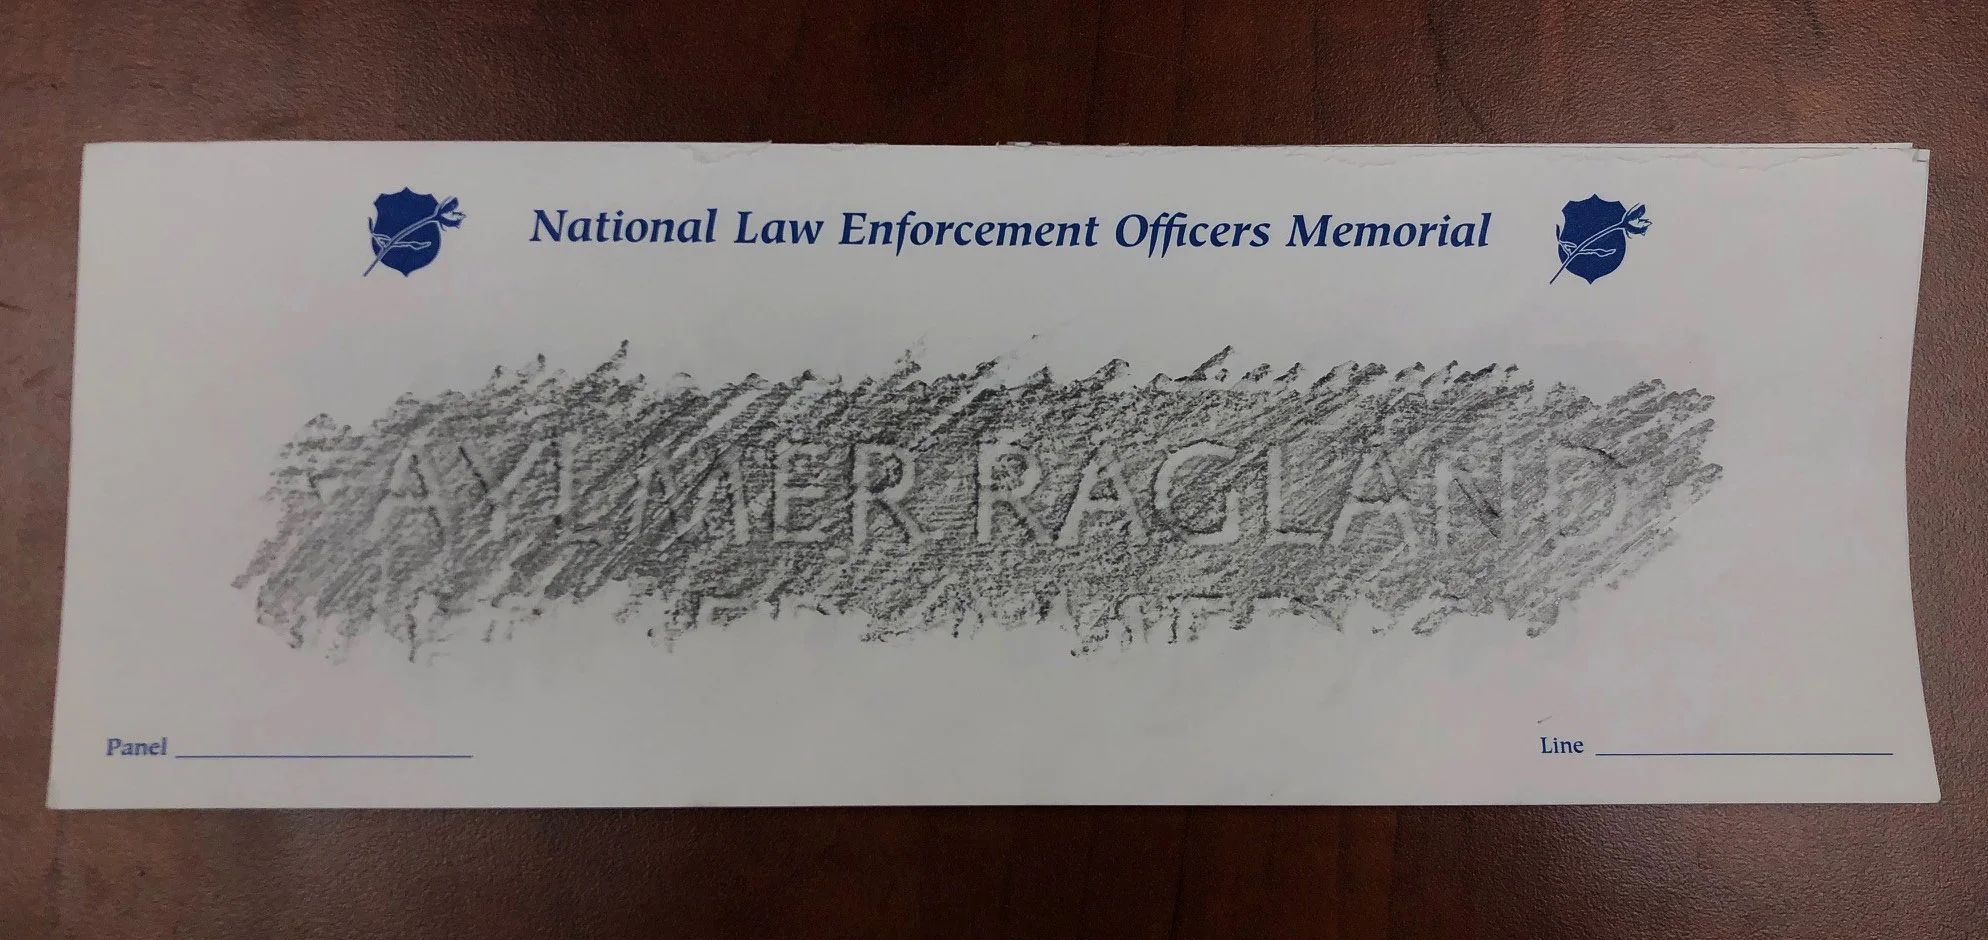 National Law Enforcement Officers Memorial
AYLMER RAGLAND
Panel
Line